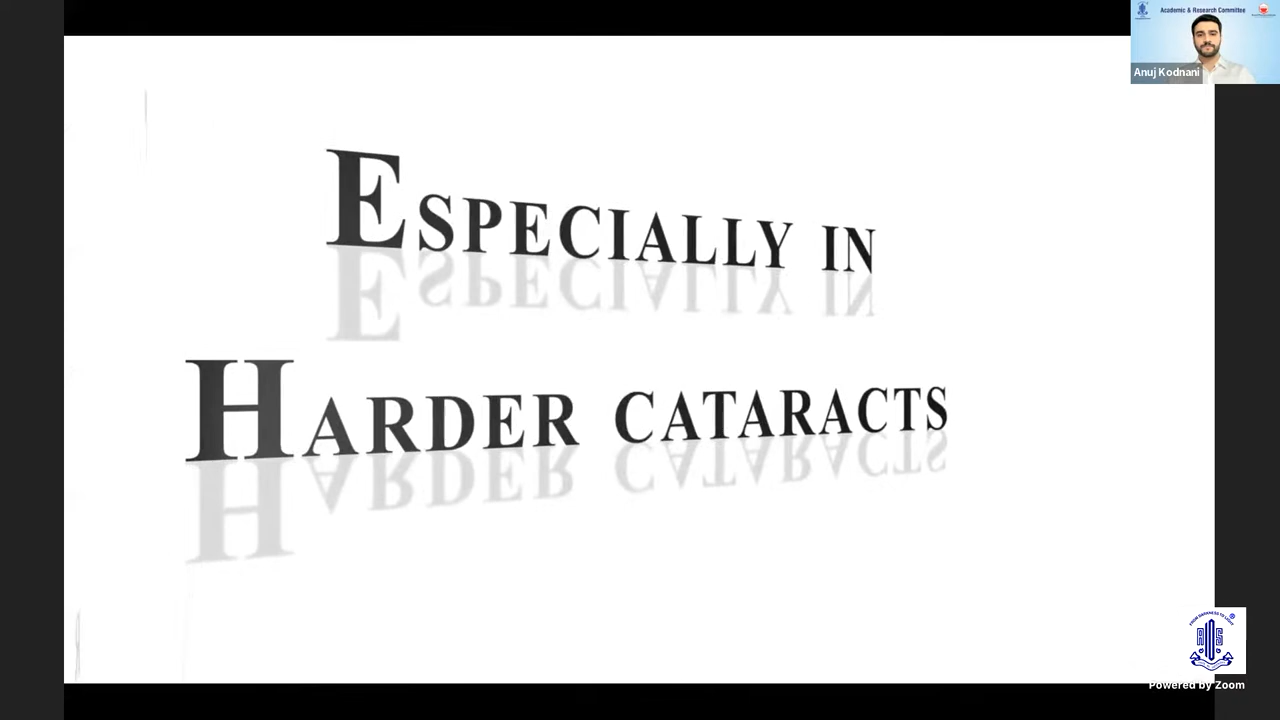 Academic & Research Committee
Anuj Kodnani
ESPECIALLY IN
HARDER CATARACTS
Powered by Zoom